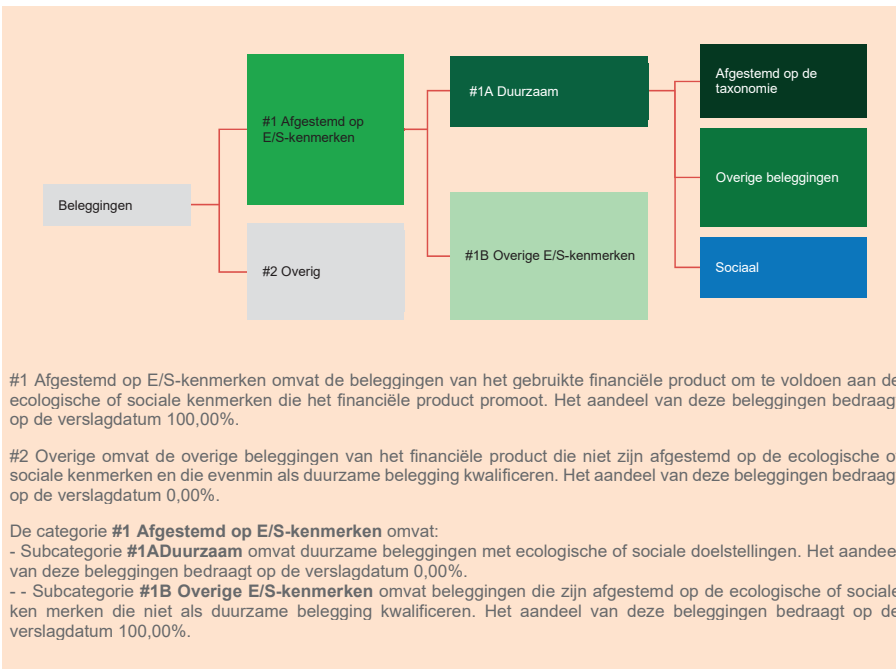 Afgestemd op de
taxonomie
#1A Duurzaam
#1 Afgestemd op
E/S-kenmerken
Overige beleggingen
Beleggingen
#1B Overige E/S-kenmerken
#2 Overig
Sociaal
#1 Afgestemd op E/S-kenmerken omvat de beleggingen van het gebruikte financiële product om te voldoen aan de
ecologische of sociale kenmerken die het financiële product promoot. Het aandeel van deze beleggingen bedraag
op de verslagdatum 100,00%.
#2 Overige omvat de overige beleggingen van het financiële product die niet zijn afgestemd op de ecologische of
sociale kenmerken en die evenmin als duurzame belegging kwalificeren. Het aandeel van deze beleggingen bedraag
op de verslagdatum 0,00%.
De categorie #1 Afgestemd op E/S-kenmerken omvat:
- Subcategorie #1ADuurzaam omvat duurzame beleggingen met ecologische of sociale doelstellingen. Het aandee
van deze beleggingen bedraagt op de verslagdatum 0,00%.
- - Subcategorie #1B Overige E/S-kenmerken omvat beleggingen die zijn afgestemd op de ecologische of sociale
ken merken die niet als duurzame belegging kwalificeren. Het aandeel van deze beleggingen bedraagt op de
verslagdatum 100,00%.